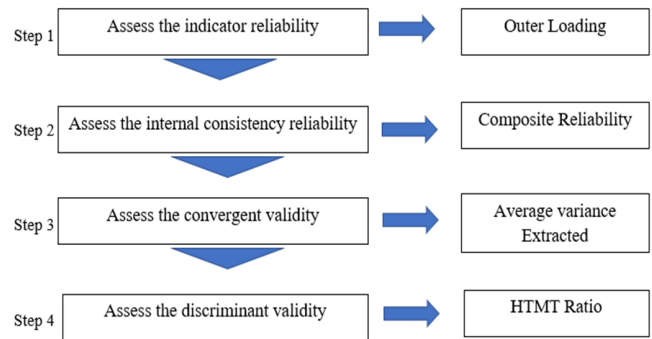 Step 1
Assess the indicator reliability
Outer Loading
Step 2
Assess the internal consistency reliability
Composite Reliability
Step 3
Assess the convergent validity
Average variance
Extracted
Step 4
Assess the discriminant validity
HTMT Ratio